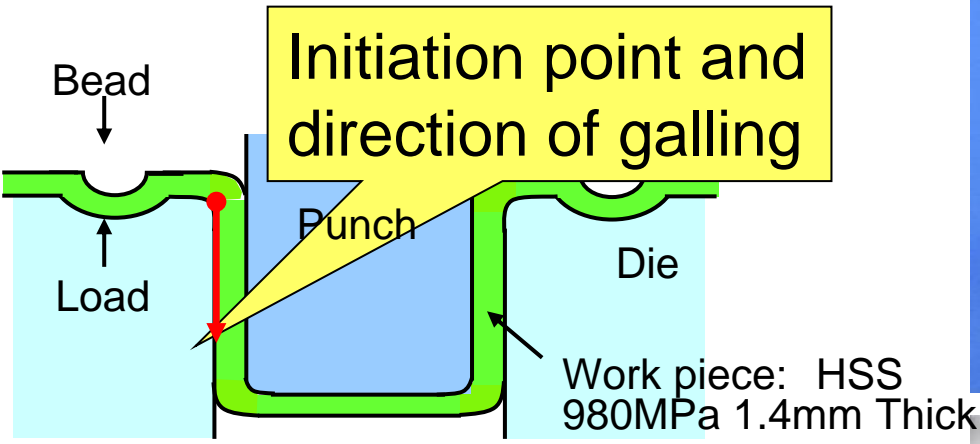 Initiation point and
direction of galling
Bead
Punch
Die
Load
Work piece: HSS
980MPa 1.4mm Thick